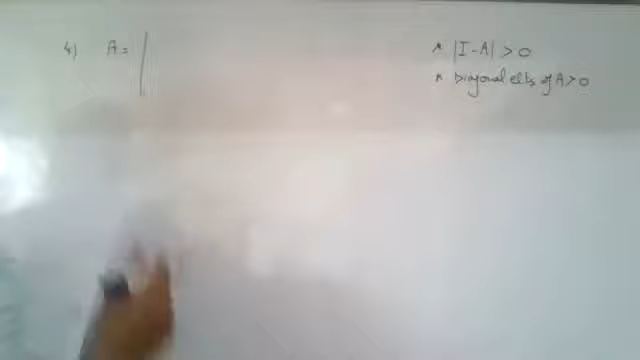 4) A =
* |I - A| > 0
* Diagonal elts of A > 0